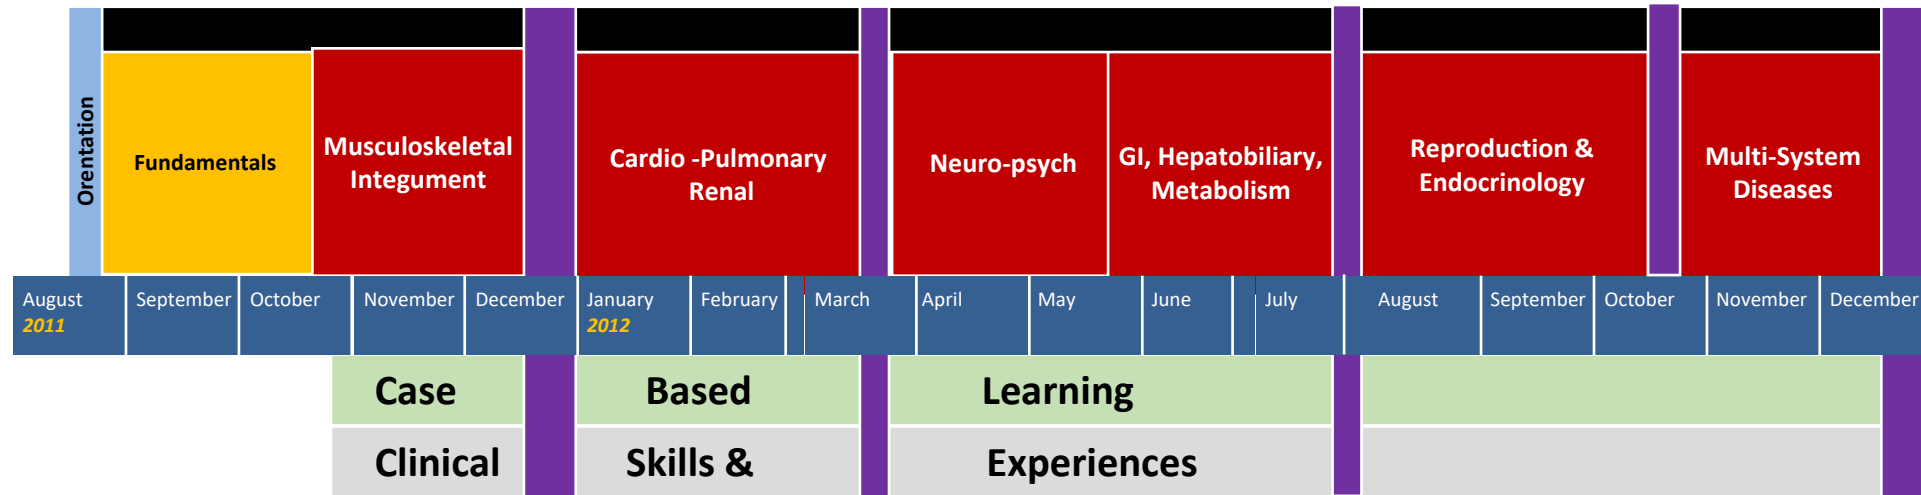 Orentation
Fundamentals
Musculoskeletal
Integument
Cardio -Pulmonary
Renal
Neuro-psych
GI, Hepatobiliary,
Metabolism
Reproduction &
Endocrinology
Multi-System
Diseases
August
2011
September
October
November
December
January
2012
February
March
April
May
June
July
August
September
October
November
December
Case Based Learning
Clinical Skills & Experiences